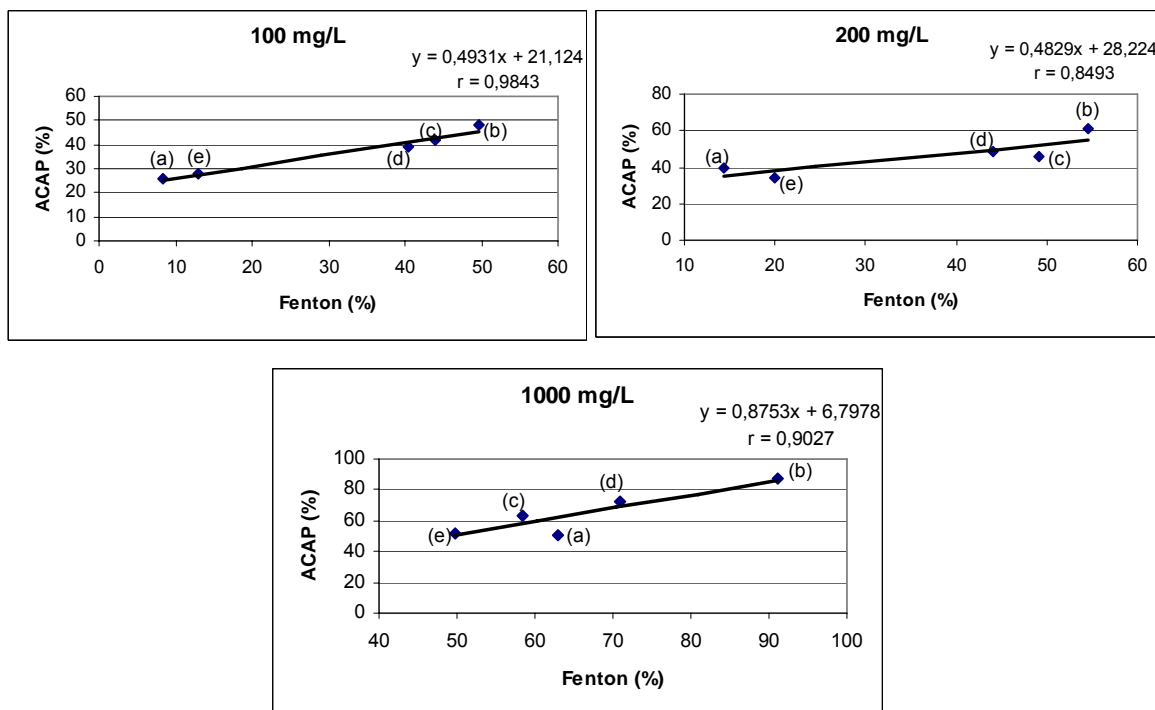 100 mg/L
y = 0,4931x + 21,124
r = 0,9843
60
50
40
30
20
10
0
ACAP (%)
(a)
(e)
(d)
(c)
(b)
0 10 20 30 40 50 60
Fenton (%)
200 mg/L
y = 0,4829x + 28,224
r = 0,8493
80
60
40
20
0
ACAP (%)
(a)
(e)
(d)
(c)
(b)
10 20 30 40 50 60
Fenton (%)
1000 mg/L
y = 0,8753x + 6,7978
r = 0,9027
100
80
60
40
20
0
ACAP (%)
(e)
(c)
(a)
(d)
(b)
40 50 60 70 80 90 100
Fenton (%)